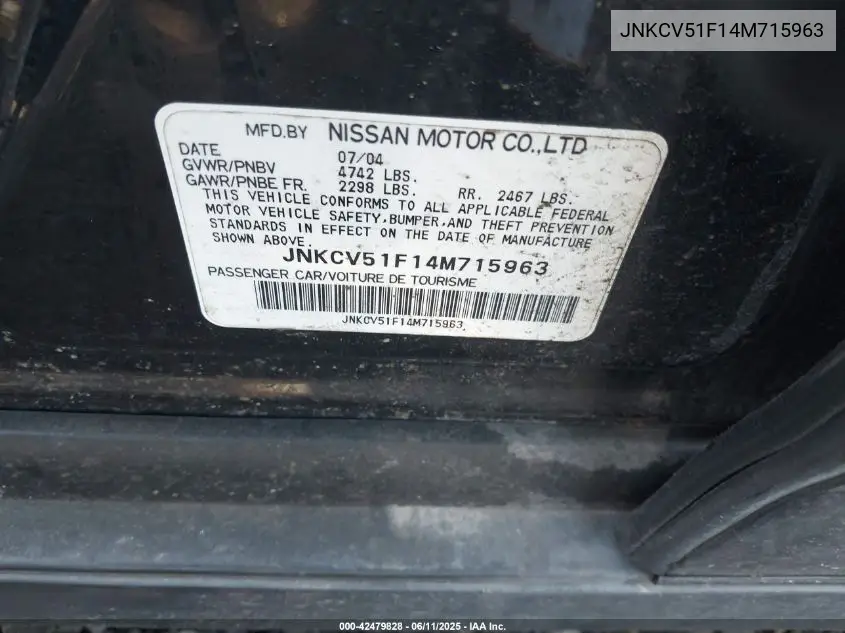 JNKCV51F14M715963
MFD.BY NISSAN MOTOR CO.,LTD
DATE 07/04
GVWR/PNBV 4742 LBS.
GAWR/PNBE FR. 2298 LBS. RR. 2467 LBS.
THIS VEHICLE CONFORMS TO ALL APPLICABLE FEDERAL
MOTOR VEHICLE SAFETY,BUMPER,AND THEFT PREVENTION
STANDARDS IN EFFECT ON THE DATE OF MANUFACTURE
SHOWN ABOVE.
JNKCV51F14M715963
PASSENGER CAR/VOITURE DE TOURISME
JNKCV51F14M715963
000-42479828 - 06/11/2025 - IAA Inc.